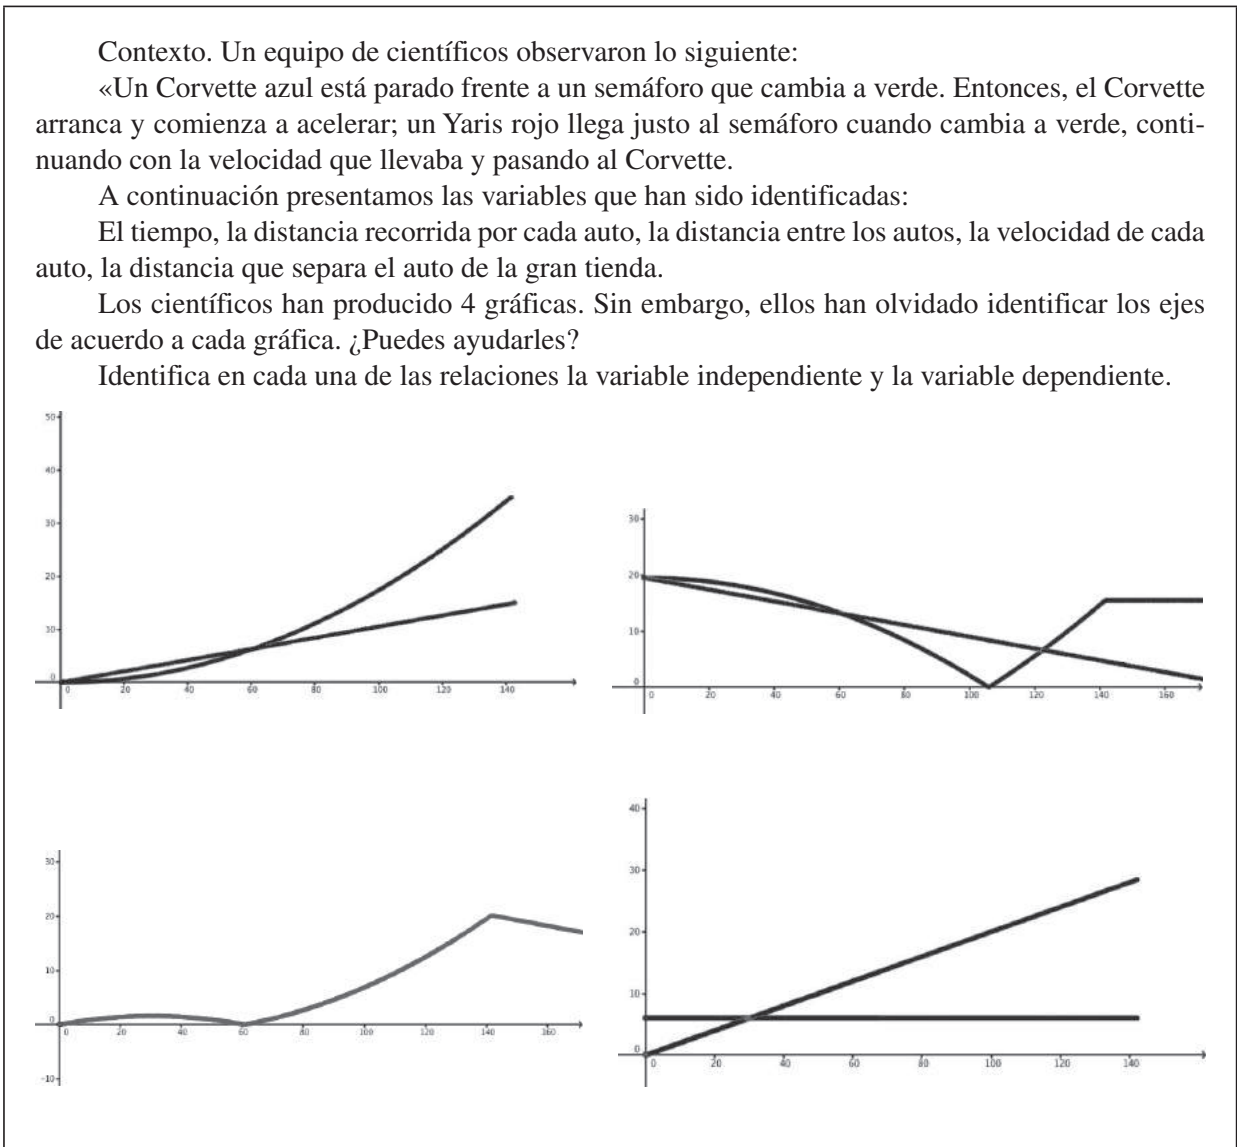 Contexto. Un equipo de científicos observaron lo siguiente:
«Un Corvette azul está parado frente a un semáforo que cambia a verde. Entonces, el Corvette
arranca y comienza a acelerar; un Yaris rojo llega justo al semáforo cuando cambia a verde, conti-
nuando con la velocidad que llevaba y pasando al Corvette.
A continuación presentamos las variables que han sido identificadas:
El tiempo, la distancia recorrida por cada auto, la distancia entre los autos, la velocidad de cada
auto, la distancia que separa el auto de la gran tienda.
Los científicos han producido 4 gráficas. Sin embargo, ellos han olvidado identificar los ejes
de acuerdo a cada gráfica. ¿Puedes ayudarles?
Identifica en cada una de las relaciones la variable independiente y la variable dependiente.
50
40
30
20
10
0
0 20 40 60 80 100 120 140
30
20
10
0
0 20 40 60 80 100 120 140 160
30
20
10
0
0 20 40 60 80 100 120 140 160
-10
40
30
20
10
0
0 20 40 60 80 100 120 140